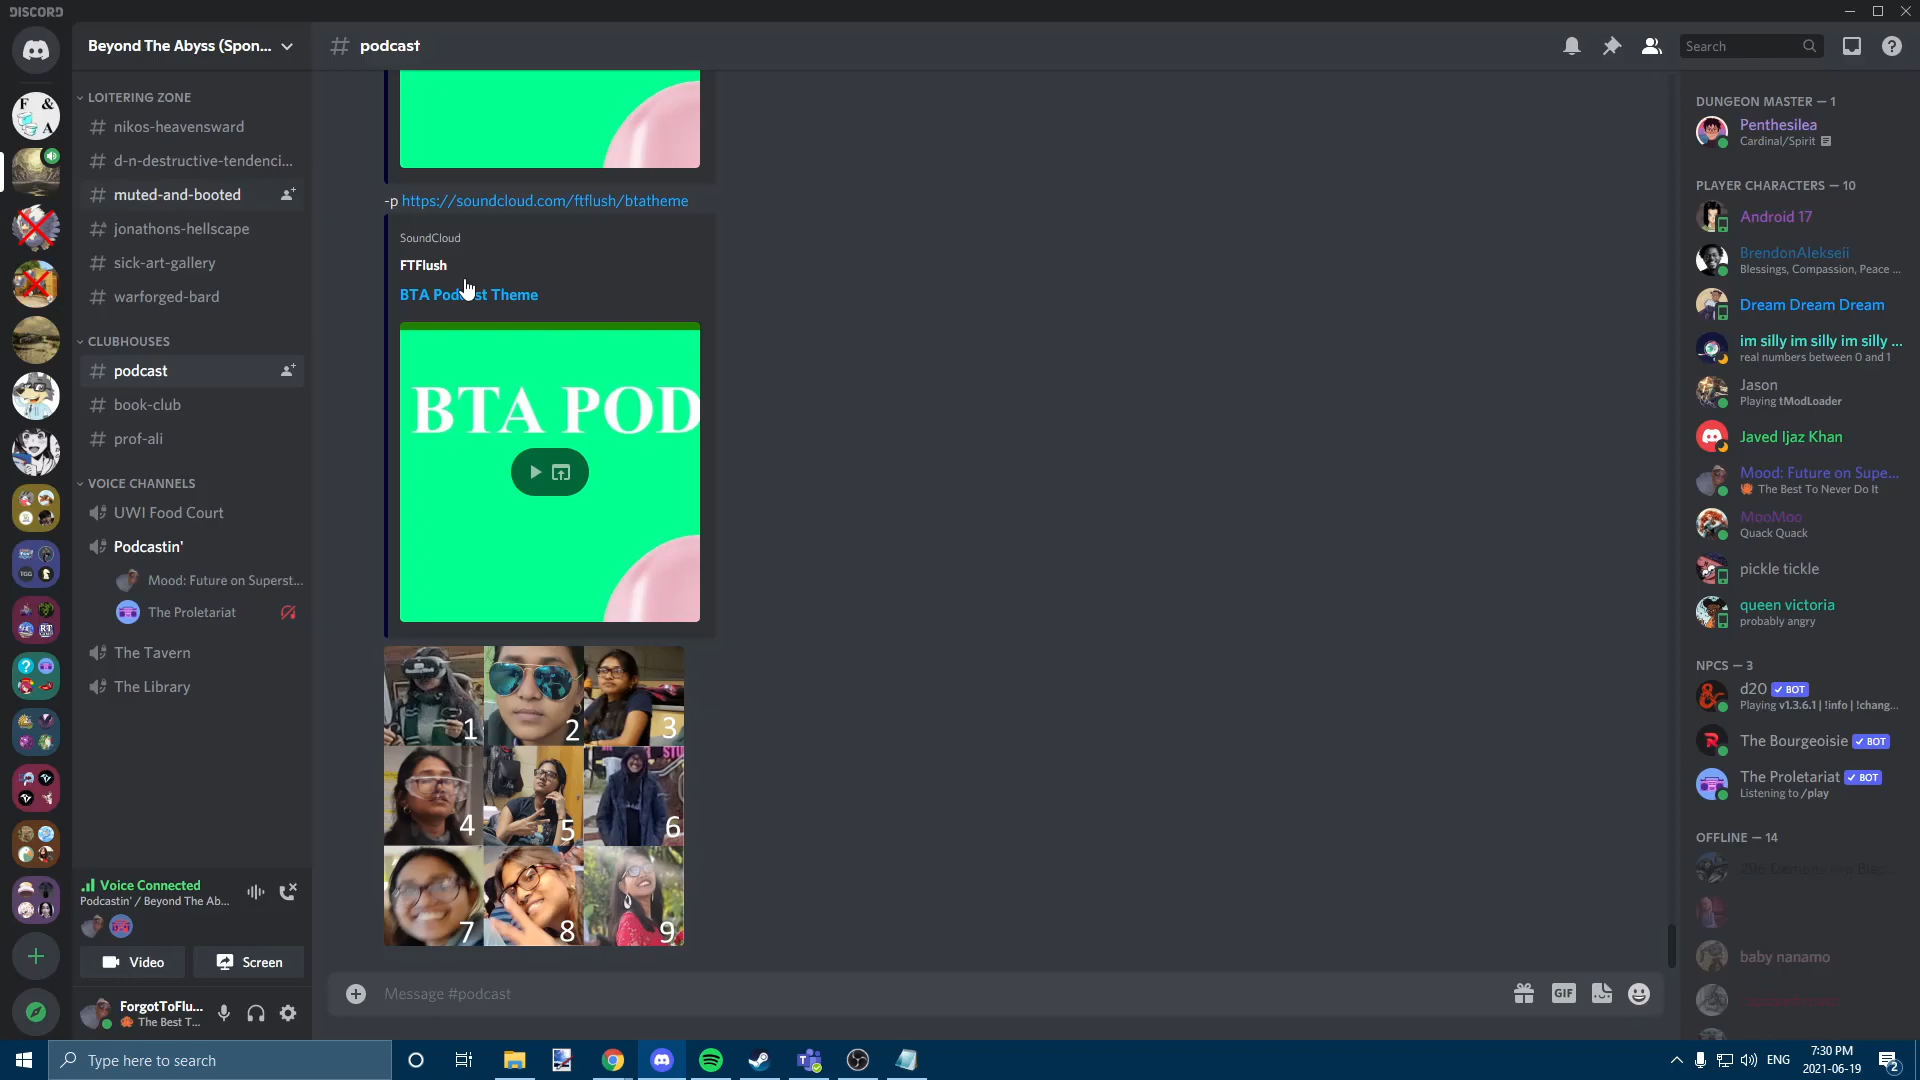 DISCORD
Beyond The Abyss (Spon...
podcast
Search
LOITERING ZONE
nikos-heavensward
d-n-destructive-tendenci...
muted-and-booted
jonathons-hellscape
sick-art-gallery
warforged-bard
CLUBHOUSES
podcast
book-club
prof-ali
VOICE CHANNELS
UWI Food Court
Podcastin'
Mood: Future on Superst...
The Proletariat
The Tavern
The Library
Voice Connected
Podcastin' / Beyond The Ab...
Video
Screen
ForgotToFlu...
The Best T...
F &
A
TGG
RT
-p https://soundcloud.com/ftflush/btatheme
SoundCloud
FTFlush
BTA Podcast Theme
BTA POD
1
2
3
4
5
6
7
8
9
Message #podcast
GIF
DUNGEON MASTER — 1
Penthesilea
Cardinal/Spirit
PLAYER CHARACTERS — 10
Android 17
BrendonAlekseii
Blessings, Compassion, Peace ...
Dream Dream Dream
im silly im silly im silly ...
real numbers between 0 and 1
Jason
Playing tModLoader
Javed Ijaz Khan
Mood: Future on Supe...
The Best To Never Do It
MooMoo
Quack Quack
pickle tickle
queen victoria
probably angry
NPCS — 3
d20 BOT
Playing v1.3.6.1 | !info | !chang...
The Bourgeoisie BOT
The Proletariat BOT
Listening to /play
OFFLINE — 14
baby nanamo
Type here to search
ENG
7:30 PM
2021-06-19
2